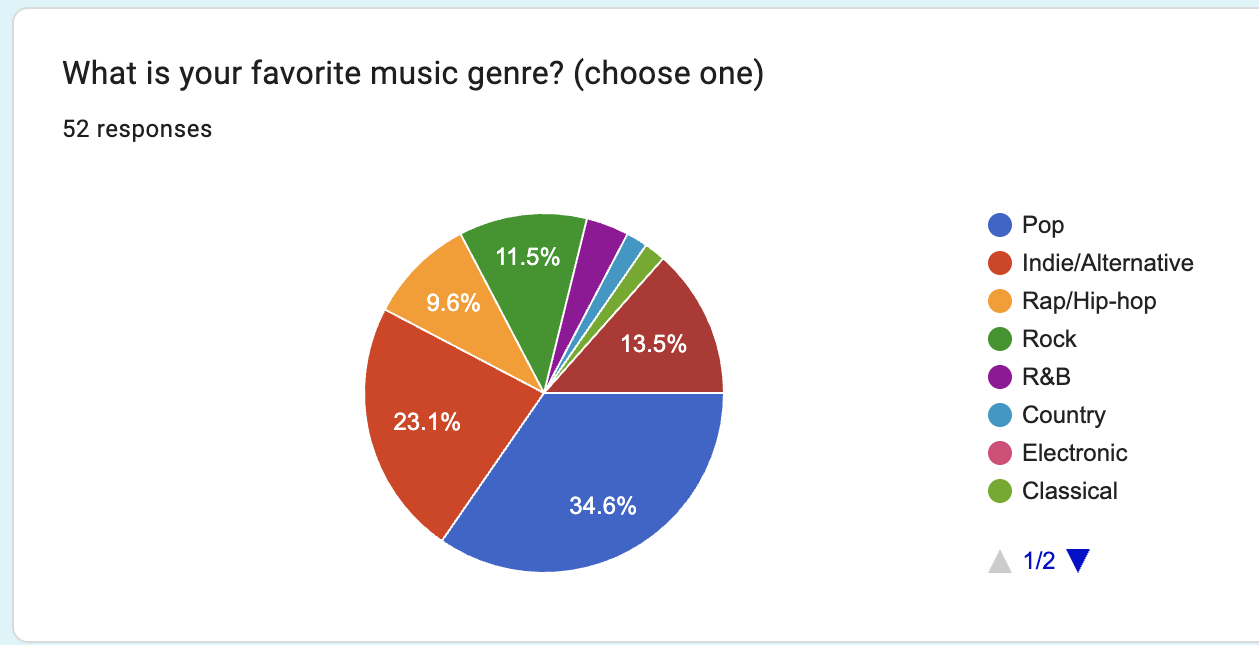 What is your favorite music genre? (choose one)
52 responses
11.5%
9.6%
13.5%
23.1%
34.6%
Pop
Indie/Alternative
Rap/Hip-hop
Rock
R&B
Country
Electronic
Classical
1/2